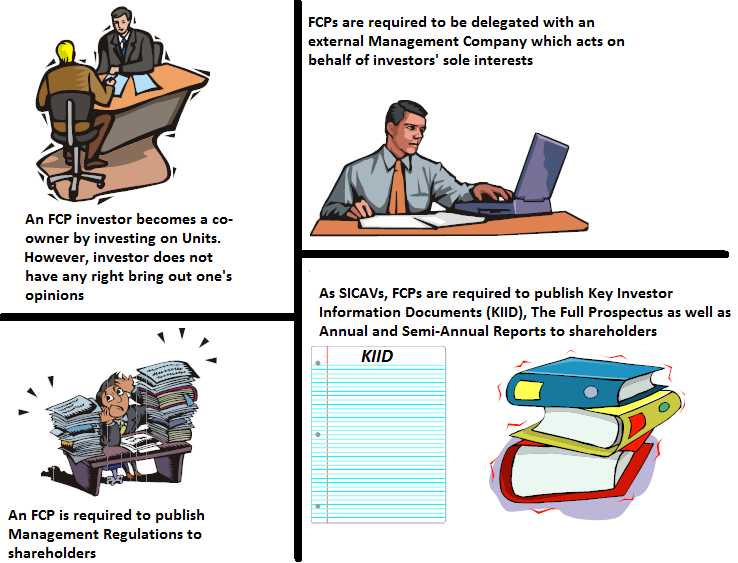 An FCP investor becomes a co-
owner by investing on Units.
However, investor does not
have any right bring out one's
opinions
FCPs are required to be delegated with an
external Management Company which acts on
behalf of investors' sole interests
An FCP is required to publish
Management Regulations to
shareholders
As SICAVs, FCPs are required to publish Key Investor
Information Documents (KIID), The Full Prospectus as well as
Annual and Semi-Annual Reports to shareholders
KIID